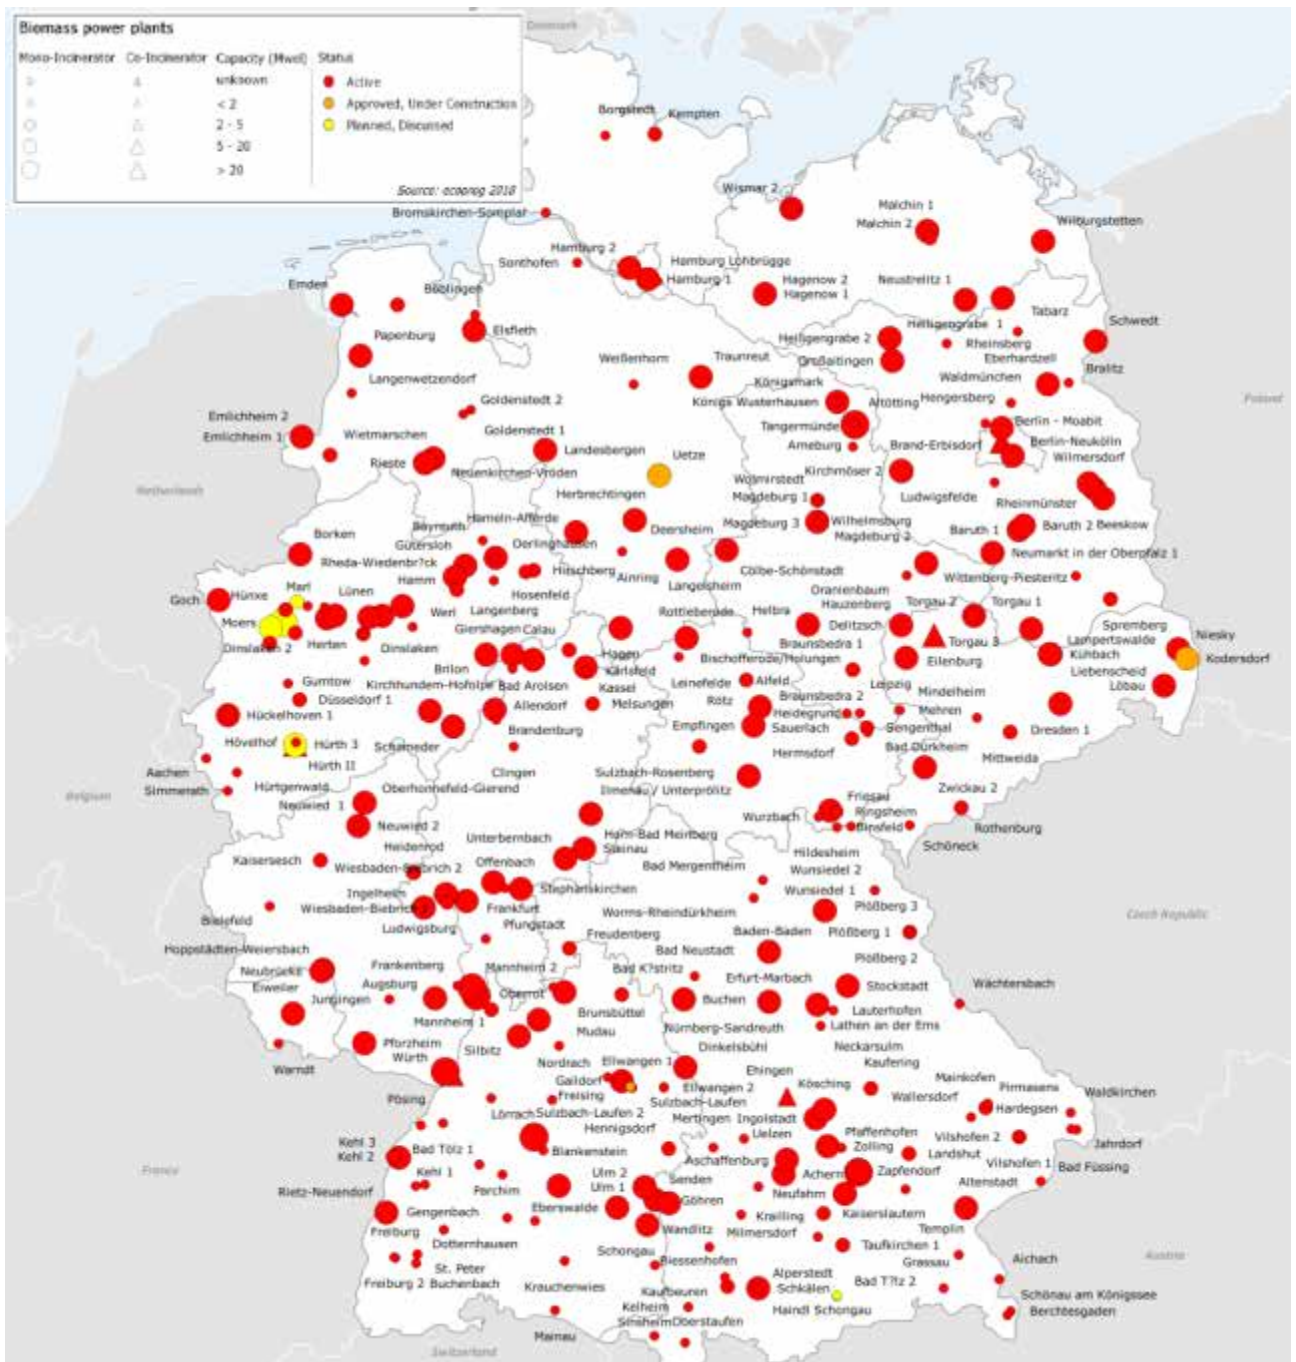 Denmark
Biomass power plants
Mono-Incinerator Co-Incinerator Capacity (Mwel) Status
unknown Active
< 2 Approved, Under Construction
2 - 5 Planned, Discussed
5 - 20
> 20
Source: ecoprog 2018
Borgstedt
Kempten
Wismar 2
Malchin 1
Malchin 2
Wilburgstetten
Bromskirchen-Somplar
Hamburg 2
Sonthofen
Hamburg Lohbrügge
Hamburg 1
Hagenow 2
Hagenow 1
Neustrelitz 1
Tabarz
Emden
Böblingen
Elsfleth
Papenburg
Schwedt
Heiligengrabe 1
Heiligengrabe 2
Rheinsberg
Großaitingen
Eberhardzell
Bralitz
Weißenhorn
Traunreut
Waldmünchen
Langenwetzendorf
Königsmark
Königs Wusterhausen
Altötting
Hengersberg
Poland
Goldenstedt 2
Emlichheim 2
Emlichheim 1
Wietmarschen
Goldenstedt 1
Tangermünde
Arneburg
Berlin - Moabit
Brand-Erbisdorf
Berlin-Neukölln
Wilmersdorf
Landesbergen
Uetze
Rieste
Neuenkirchen-Vörden
Kirchmöser 2
Wolmirstedt
Ludwigsfelde
Netherlands
Herbrechtingen
Magdeburg 1
Rheinmünster
Hameln-Afferde
Bayreuth
Borken
Deersheim
Magdeburg 3
Wilhelmsburg
Magdeburg 2
Baruth 1
Baruth 2
Beeskow
Gütersloh
Oerlinghausen
Rheda-Wiedenbr?ck
Neumarkt in der Oberpfalz 1
Hirschberg
Ainring
Cölbe-Schönstadt
Langelsheim
Wittenberg-Piesteritz
Marl
Hünxe
Goch
Lünen
Hamm
Hosenfeld
Oranienbaum
Hauzenberg
Torgau 2
Torgau 1
Moers
Werl
Langenberg
Rottleberode
Helbra
Delitzsch
Spremberg
Niesky
Herten
Giershagen
Calau
Braunsbedra 1
Torgau 3
Lampertswalde
Dinslaken 2
Dinslaken
Hagen
Kühbach
Kodersdorf
Brilon
Karlsfeld
Bischofferode/Holungen
Eilenburg
Liebenscheid
Gumtow
Kirchhundem-Hofolpe
Bad Arolsen
Kassel
Leinefelde
Alfeld
Leipzig
Löbau
Düsseldorf 1
Allendorf
Melsungen
Rötz
Braunsbedra 2
Mindelheim
Hückelhoven 1
Brandenburg
Empfingen
Heidegrund
Mehren
Sauerlach
Gengenthal
Dresden 1
Hövelhof
Hürth 3
Schameder
Hermsdorf
Bad Dürkheim
Hürth II
Mittweida
Aachen
Simmerath
Hürtgenwald
Clingen
Sulzbach-Rosenberg
Oberhonnefeld-Gierend
Ilmenau / Unterprölitz
Zwickau 2
Belgium
Neuwied 1
Friesau
Neuwied 2
Wurzbach
Ringsheim
Rothenburg
Unterbernbach
Horn-Bad Meinberg
Binsfeld
Heidenrod
Steinau
Hildesheim
Schöneck
Kaisersesch
Offenbach
Bad Mergentheim
Wiesbaden-Biebrich 2
Wunsiedel 2
Ingelheim
Stephanskirchen
Wunsiedel 1
Wiesbaden-Biebrich
Frankfurt
Worms-Rheindürkheim
Plößberg 3
Czech Republic
Bielefeld
Ludwigsburg
Pfungstadt
Baden-Baden
Plößberg 1
Hoppstädten-Weiersbach
Freudenberg
Bad Neustadt
Plößberg 2
Neubrücke
Frankenberg
Mannheim 2
Bad K?stritz
Erfurt-Marbach
Eiweiler
Augsburg
Stockstadt
Jungingen
Oberrot
Buchen
Wächtersbach
Mannheim 1
Brunsbüttel
Lauterhofen
Mudau
Nürnberg-Sandreuth
Lathen an der Ems
Pforzheim
Dinkelsbühl
Neckarsulm
Warndt
Würth
Silbitz
Nordrach
Ellwangen 1
Kaufering
Gaildorf
Ehingen
Freising
Ellwangen 2
Kösching
Mainkofen
Pirmasens
Waldkirchen
Pösing
Sulzbach-Laufen
Wallersdorf
Hardegsen
Lörrach
Sulzbach-Laufen 2
Mertingen
Ingolstadt
Hennigsdorf
Uelzen
Pfaffenhofen
Vilshofen 2
Jahrdorf
Kehl 3
Kehl 2
Bad Tölz 1
Blankenstein
Zolling
Landshut
Vilshofen 1
Bad Füssing
France
Aschaffenburg
Ulm 2
Achern
Zapfendorf
Kehl 1
Senden
Altenstadt
Rietz-Neuendorf
Parchim
Ulm 1
Neufahrn
Gengenbach
Eberswalde
Göhren
Krailling
Kaiserslautern
Freiburg
Wandlitz
Milmersdorf
Templin
Dotternhausen
Schongau
Taufkirchen 1
Austria
Biessenhofen
Grassau
Aichach
St. Peter
Alperstedt
Freiburg 2
Buchenbach
Krauchenwies
Kaufbeuren
Schkölen
Bad T?lz 2
Schönau am Königssee
Kelheim
Haindl Schongau
Berchtesgaden
Mainau
Sinsheim
Oberstaufen
Switzerland